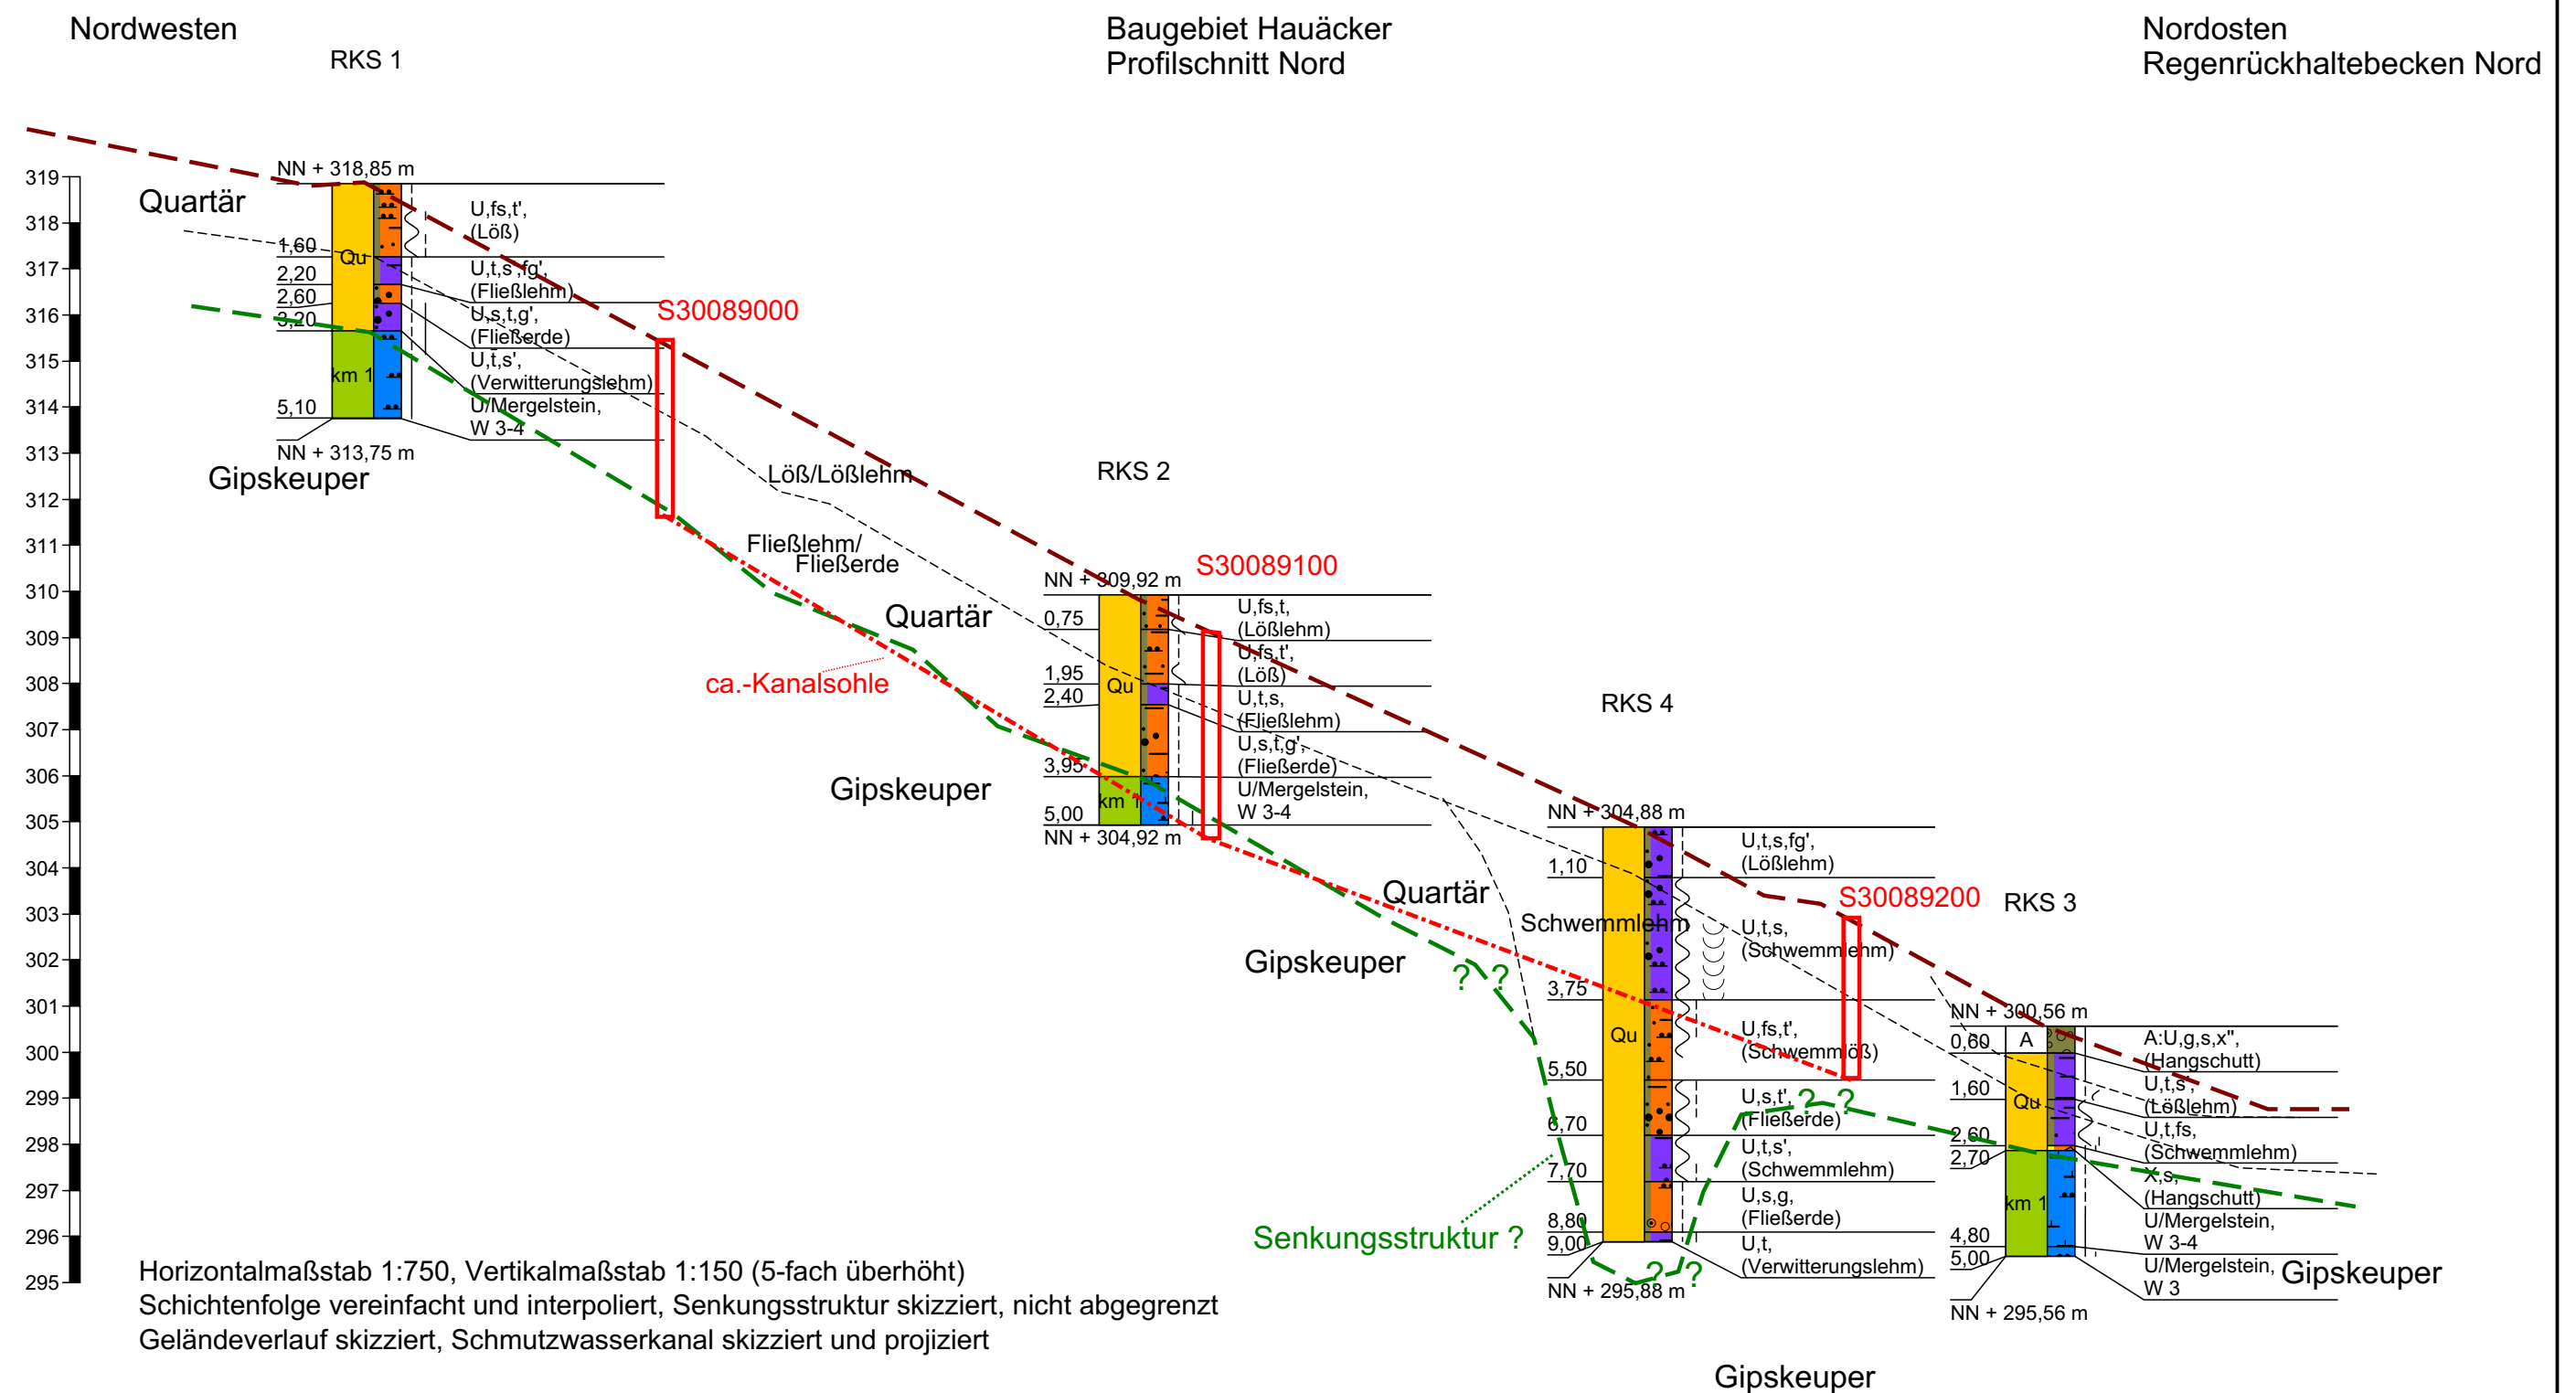 Nordwesten
Baugebiet Hauäcker
Profilschnitt Nord
Nordosten
Regenrückhaltebecken Nord
RKS 1
NN + 318,85 m
Quartär
1,60
2,20
2,60
3,20
5,10
Qu
km 1
U,fs,t',
(Löß)
U,t,s',fg',
(Fließlehm)
U,s,t,g',
(Fließerde)
U,t,s',
(Verwitterungslehm)
U/Mergelstein,
W 3-4
NN + 313,75 m
Gipskeuper
319
318
317
316
315
314
313
312
311
310
309
308
307
306
305
304
303
302
301
300
299
298
297
296
295
S30089000
Löß/Lößlehm
Fließlehm/
Fließerde
Quartär
ca.-Kanalsohle
Gipskeuper
RKS 2
NN + 309,92 m
0,75
1,95
2,40
3,95
5,00
Qu
km 1
U,fs,t,
(Lößlehm)
U,fs,t',
(Löß)
U,t,s,
(Fließlehm)
U,s,t,g',
(Fließerde)
U/Mergelstein,
W 3-4
NN + 304,92 m
S30089100
Quartär
Gipskeuper
? ?
Schwemmlehm
Senkungsstruktur ?
RKS 4
NN + 304,88 m
1,10
3,75
5,50
6,70
7,70
8,80
9,00
Qu
U,t,s,fg',
(Lößlehm)
U,t,s,
(Schwemmlehm)
U,fs,t',
(Schwemmlöß)
U,s,t',
(Fließerde)
U,t,s',
(Schwemmlehm)
U,s,g,
(Fließerde)
U,t,
(Verwitterungslehm)
NN + 295,88 m
? ?
? ?
S30089200
RKS 3
NN + 300,56 m
0,60
1,60
2,60
2,70
4,80
5,00
A
Qu
km 1
A:U,g,s,x",
(Hangschutt)
U,t,s',
(Lößlehm)
U,t,fs,
(Schwemmlehm)
X,s,
(Hangschutt)
U/Mergelstein,
W 3-4
U/Mergelstein,
W 3
NN + 295,56 m
Gipskeuper
Gipskeuper
Horizontalmaßstab 1:750, Vertikalmaßstab 1:150 (5-fach überhöht)
Schichtenfolge vereinfacht und interpoliert, Senkungsstruktur skizziert, nicht abgegrenzt
Geländeverlauf skizziert, Schmutzwasserkanal skizziert und projiziert